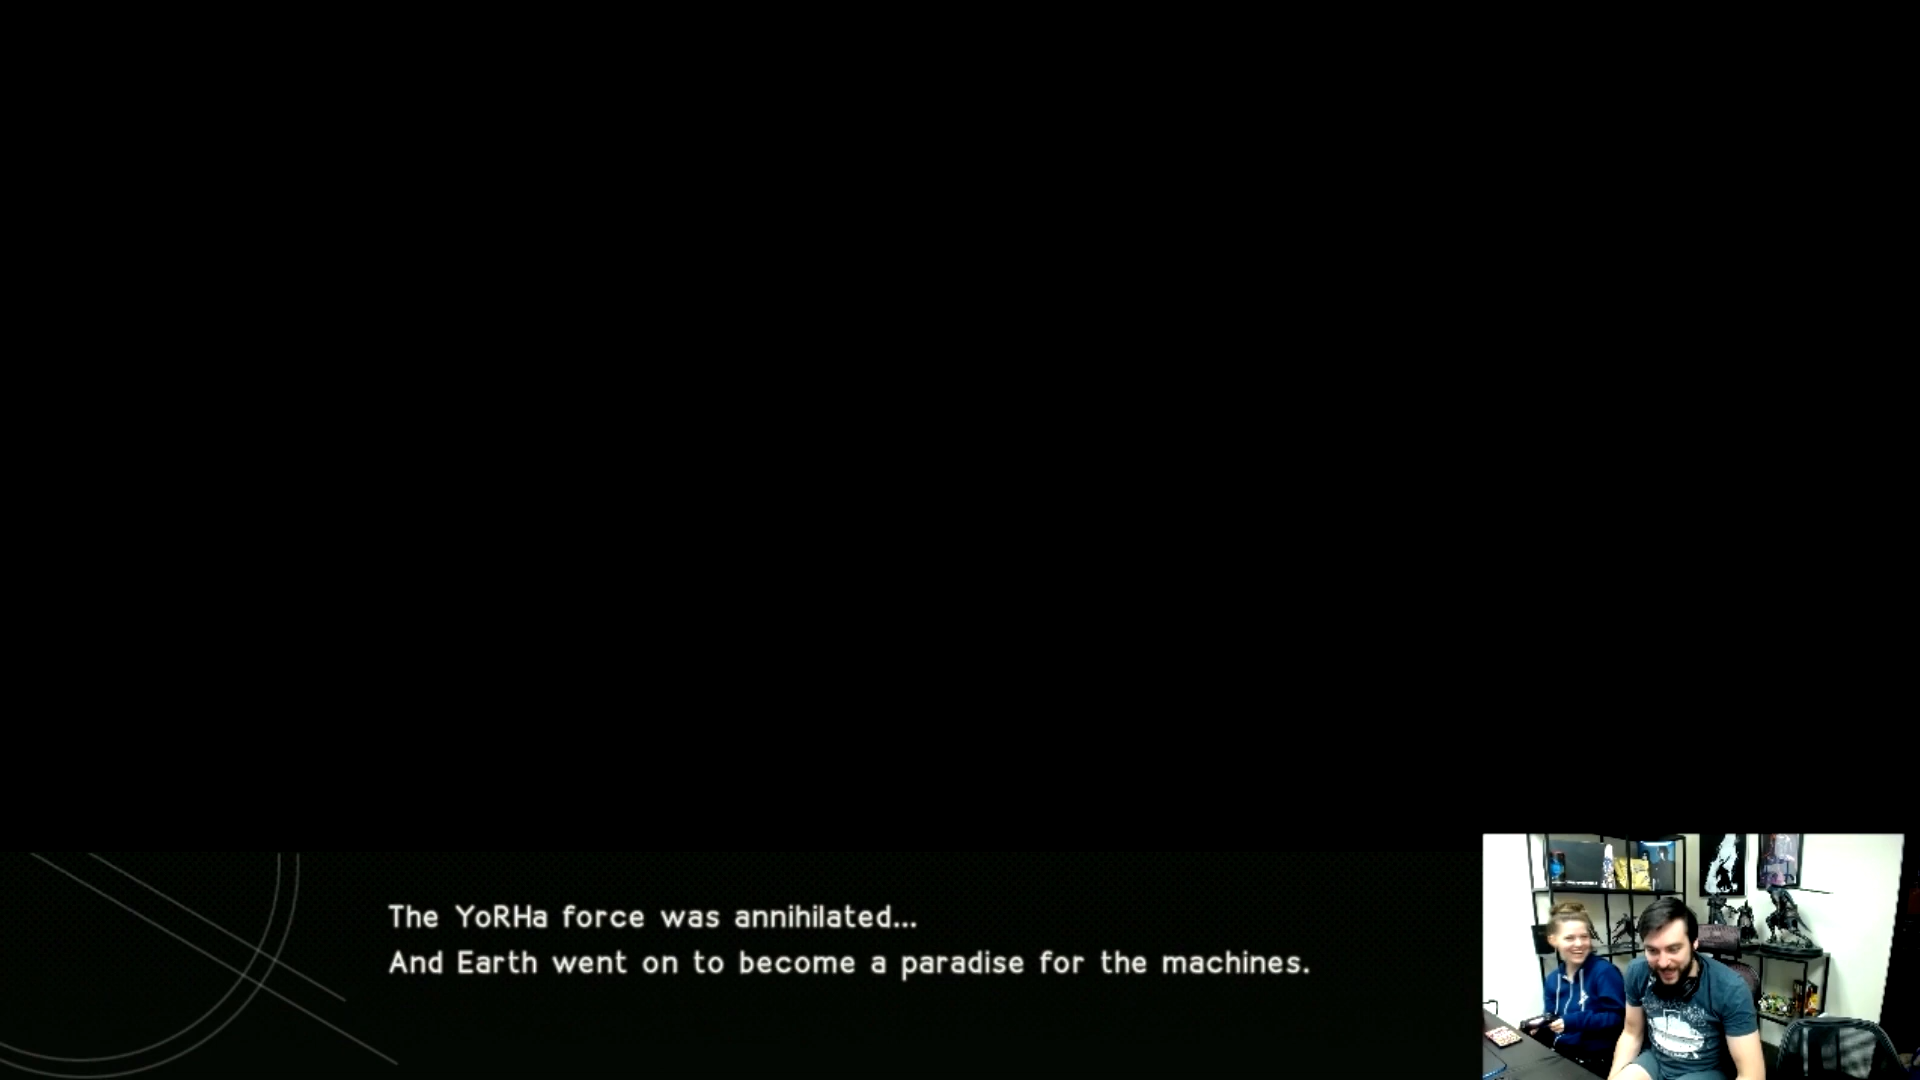 The YoRHa force was annihilated...
And Earth went on to become a paradise for the machines.